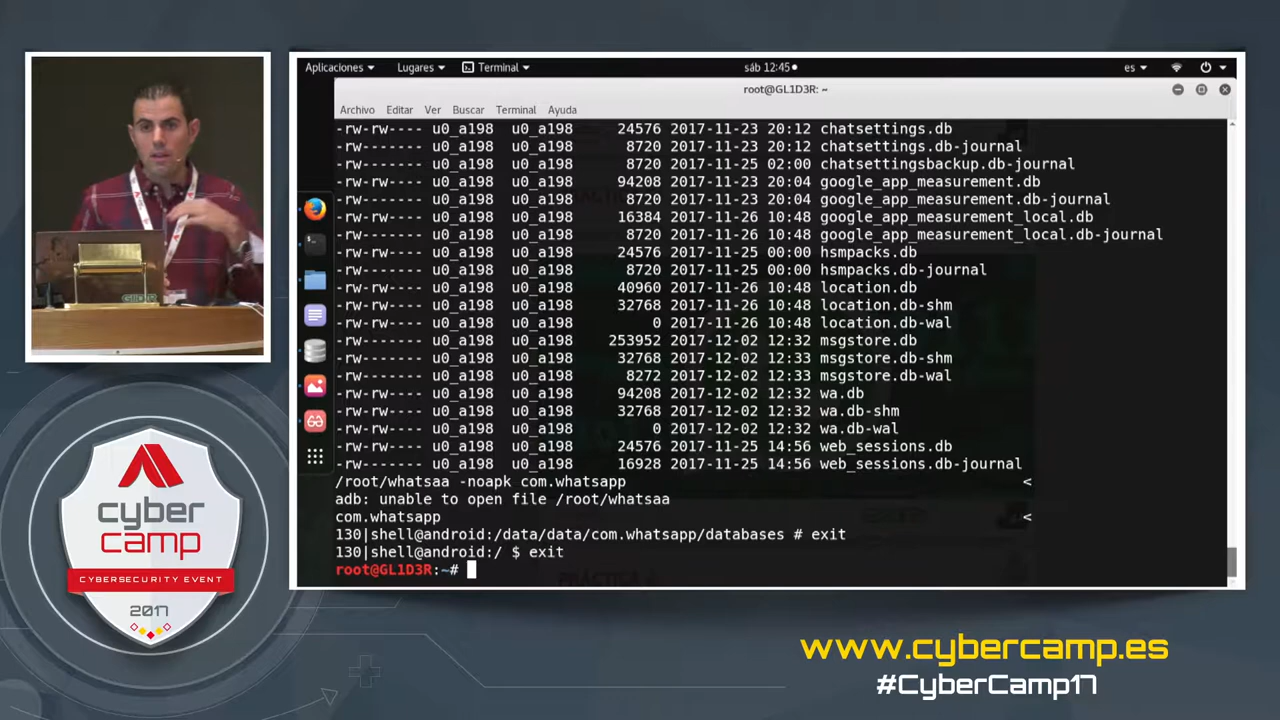 Aplicaciones Lugares Terminal sáb 12:45 es
root@GL1D3R: ~
Archivo Editar Ver Buscar Terminal Ayuda
-rw-rw---- u0_a198 u0_a198 24576 2017-11-23 20:12 chatsettings.db
-rw-rw---- u0_a198 u0_a198 8720 2017-11-23 20:12 chatsettings.db-journal
-rw-rw---- u0_a198 u0_a198 8720 2017-11-25 02:00 chatsettingsbackup.db-journal
-rw-rw---- u0_a198 u0_a198 94208 2017-11-23 20:04 google_app_measurement.db
-rw-rw---- u0_a198 u0_a198 8720 2017-11-23 20:04 google_app_measurement.db-journal
-rw-rw---- u0_a198 u0_a198 16384 2017-11-26 10:48 google_app_measurement_local.db
-rw-rw---- u0_a198 u0_a198 8720 2017-11-26 10:48 google_app_measurement_local.db-journal
-rw-rw---- u0_a198 u0_a198 24576 2017-11-25 00:00 hsmpacks.db
-rw-rw---- u0_a198 u0_a198 8720 2017-11-25 00:00 hsmpacks.db-journal
-rw-rw---- u0_a198 u0_a198 40960 2017-11-26 10:48 location.db
-rw-rw---- u0_a198 u0_a198 32768 2017-11-26 10:48 location.db-shm
-rw-rw---- u0_a198 u0_a198 0 2017-11-26 10:48 location.db-wal
-rw-rw---- u0_a198 u0_a198 253952 2017-12-02 12:32 msgstore.db
-rw-rw---- u0_a198 u0_a198 32768 2017-12-02 12:33 msgstore.db-shm
-rw-rw---- u0_a198 u0_a198 8272 2017-12-02 12:33 msgstore.db-wal
-rw-rw---- u0_a198 u0_a198 94208 2017-12-02 12:32 wa.db
-rw-rw---- u0_a198 u0_a198 32768 2017-12-02 12:32 wa.db-shm
-rw-rw---- u0_a198 u0_a198 0 2017-12-02 12:32 wa.db-wal
-rw-rw---- u0_a198 u0_a198 24576 2017-11-25 14:56 web_sessions.db
-rw-rw---- u0_a198 u0_a198 16928 2017-11-25 14:56 web_sessions.db-journal
/root/whatsaa -noapk com.whatsapp <
adb: unable to open file /root/whatsaa
com.whatsapp <
130|shell@android:/data/data/com.whatsapp/databases # exit
130|shell@android:/ $ exit
root@GL1D3R:~#
cyber
camp
CYBERSECURITY EVENT
2017
www.cybercamp.es
#CyberCamp17